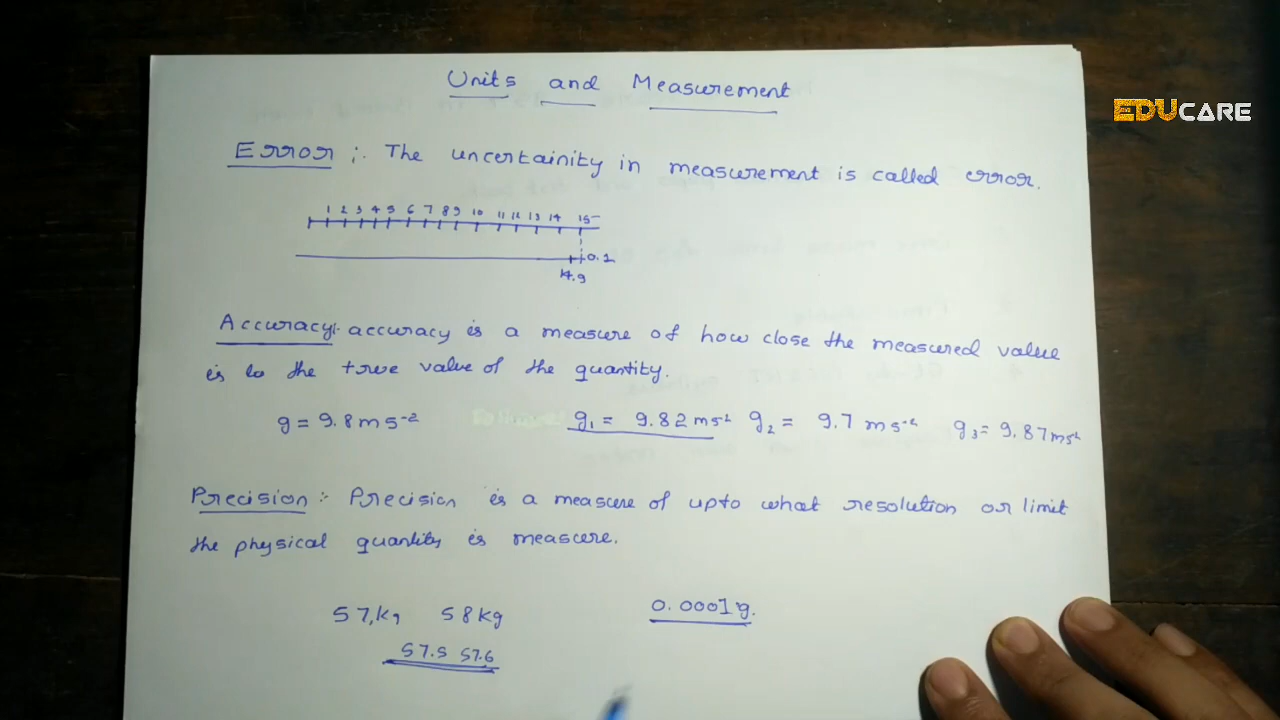 Units and Measurement
EDUCARE
Error :- The uncertainity in measurement is called error.
1 2 3 4 5 6 7 8 9 10 11 12 13 14 15
0.1
14.9
Accuracy:- accuracy is a measure of how close the measured value
is to the true value of the quantity.
g = 9.8 m s⁻² g₁ = 9.82 ms⁻² g₂ = 9.7 m s⁻² g₃ = 9.87 ms⁻²
Precision :- Precision is a measure of upto what resolution or limit
the physical quantity is measure.
57,kg 58 kg 0.0001 g.
57.5 57.6